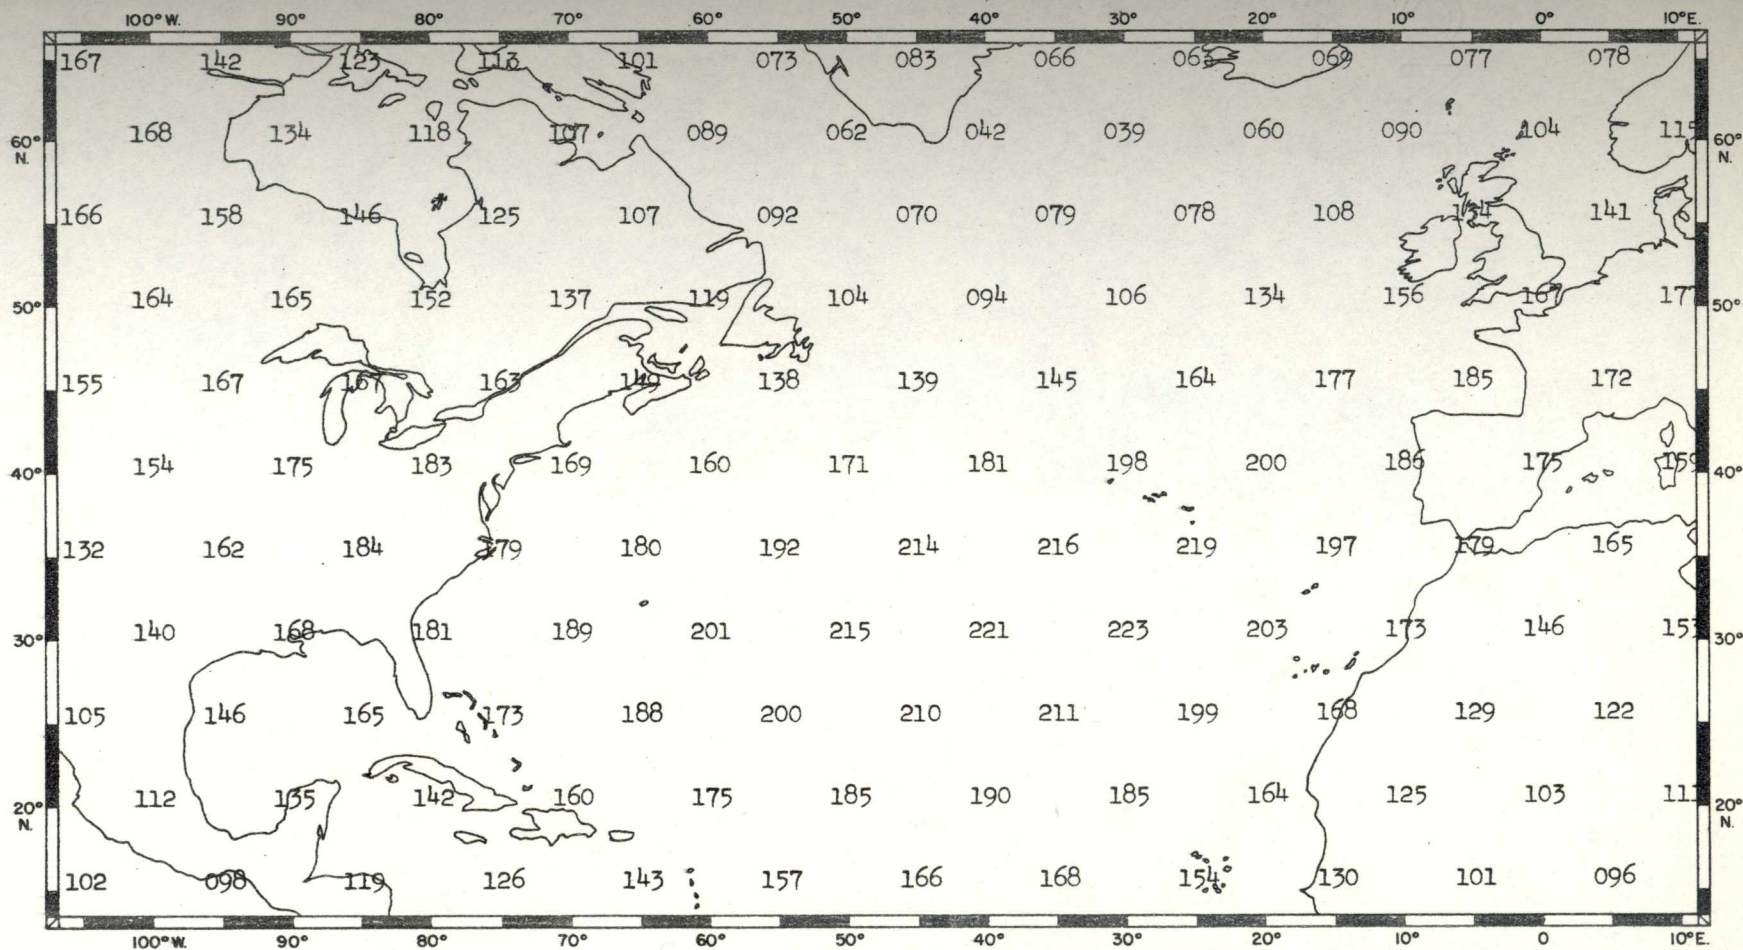 100° W. 90° 80° 70° 60° 50° 40° 30° 20° 10° 0° 10° E.
167 142 123 113 101 073 083 066 069 077 078
60° N. 168 134 118 107 089 062 042 039 060 090 104 60° N.
166 158 146 125 107 092 070 079 078 108 134 141
50° 164 165 152 137 119 104 094 106 134 156 167 50°
155 167 167 163 149 138 139 145 164 177 185 172
40° 154 175 183 169 160 171 181 198 200 186 175 159 40°
132 162 184 179 180 192 214 216 219 197 179 165
30° 140 168 181 189 201 215 221 223 203 173 146 30°
105 146 165 173 188 200 210 211 199 168 129 122
20° N. 112 135 142 160 175 185 190 185 164 125 103 20° N.
102 098 119 126 143 157 166 168 154 130 101 096
100° W. 90° 80° 70° 60° 50° 40° 30° 20° 10° 0° 10° E.